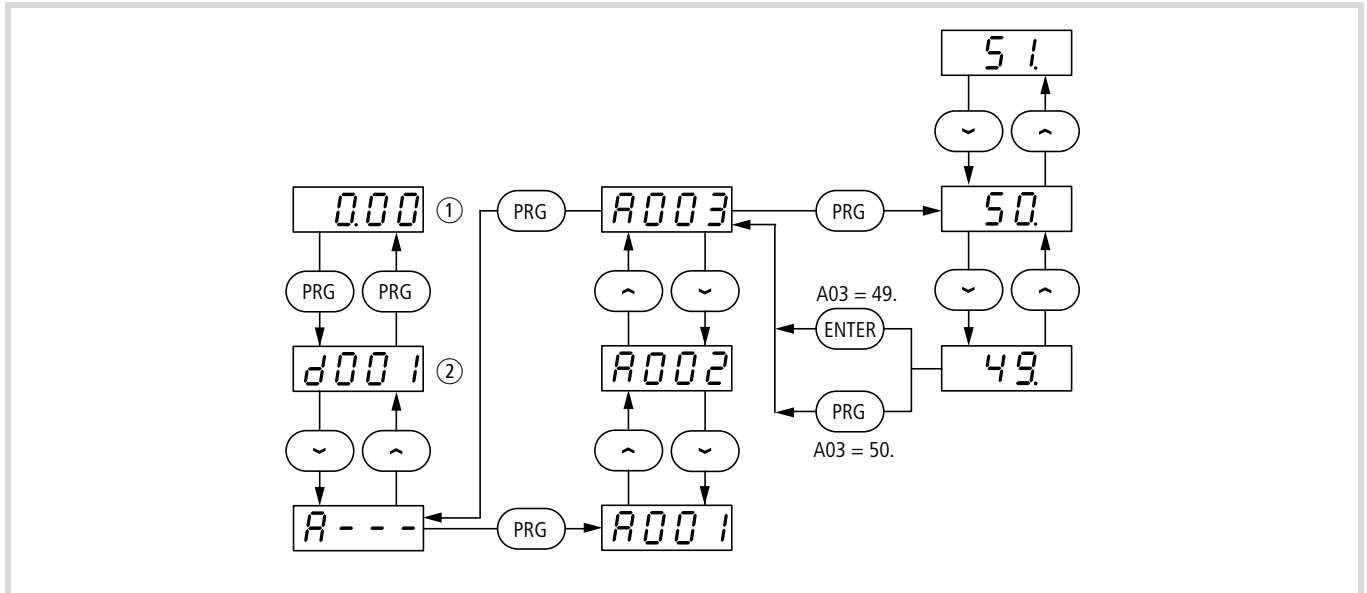 51.
⌄ ⌃
0.00 ① PRG A003 PRG 50.
PRG PRG ⌃ ⌄ A03 = 49. ⌄ ⌃
ENTER
d001 ② A002 49.
PRG
⌄ ⌃ ⌃ ⌄ A03 = 50.
A--- PRG A001